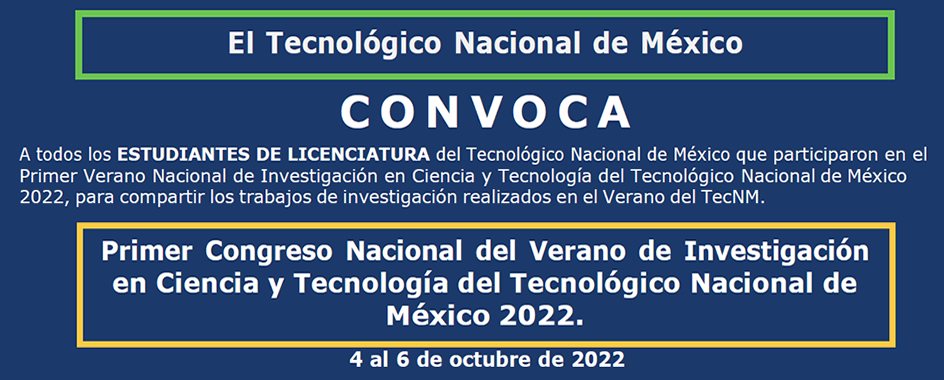 El Tecnológico Nacional de México
CONVOCA
A todos los ESTUDIANTES DE LICENCIATURA del Tecnológico Nacional de México que participaron en el
Primer Verano Nacional de Investigación en Ciencia y Tecnología del Tecnológico Nacional de México
2022, para compartir los trabajos de investigación realizados en el Verano del TecNM.
Primer Congreso Nacional del Verano de Investigación
en Ciencia y Tecnología del Tecnológico Nacional de
México 2022.
4 al 6 de octubre de 2022